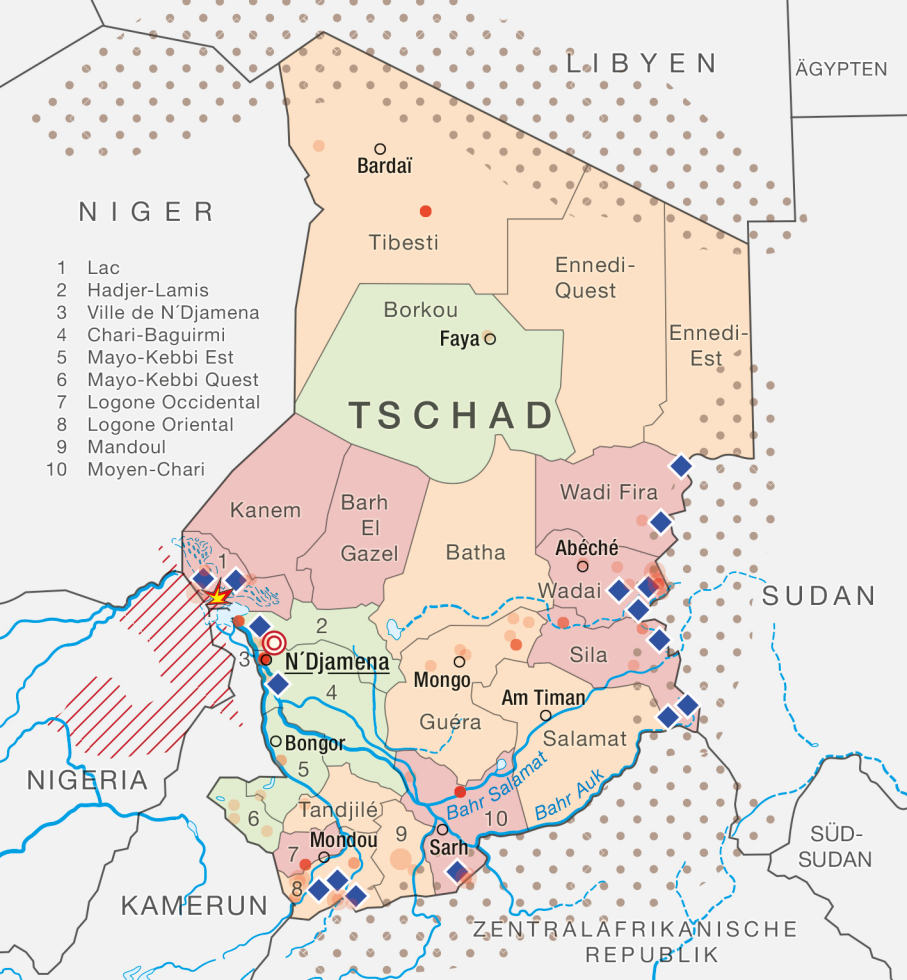 LIBYEN
ÄGYPTEN
Bardaï
NIGER
Tibesti
1 Lac
2 Hadjer-Lamis
3 Ville de N´Djamena
4 Chari-Baguirmi
5 Mayo-Kebbi Est
6 Mayo-Kebbi Quest
7 Logone Occidental
8 Logone Oriental
9 Mandoul
10 Moyen-Chari
Ennedi-
Quest
Borkou
Faya
Ennedi-
Est
TSCHAD
Kanem
Barh
El
Gazel
Wadi Fira
Batha
Abéché
1
Wadai
SUDAN
2
3
N´Djamena
Sila
Mongo
4
Am Timan
Guéra
Salamat
Bongor
5
NIGERIA
Bahr Salamat
Bahr Auk
Tandjilé
6
10
9
Mondou
Sarh
7
SÜD-
SUDAN
8
KAMERUN
ZENTRALAFRIKANISCHE
REPUBLIK